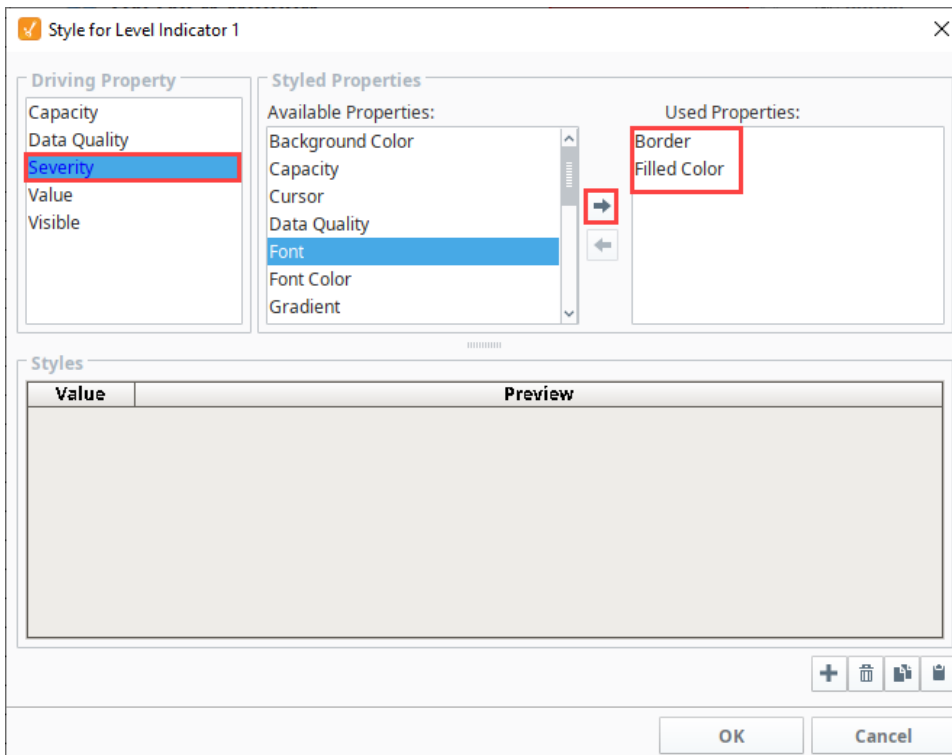 Style for Level Indicator 1
Driving Property
Capacity
Data Quality
Severity
Value
Visible
Styled Properties
Available Properties:
Background Color
Capacity
Cursor
Data Quality
Font
Font Color
Gradient
Used Properties:
Border
Filled Color
Styles
Value Preview
OK Cancel